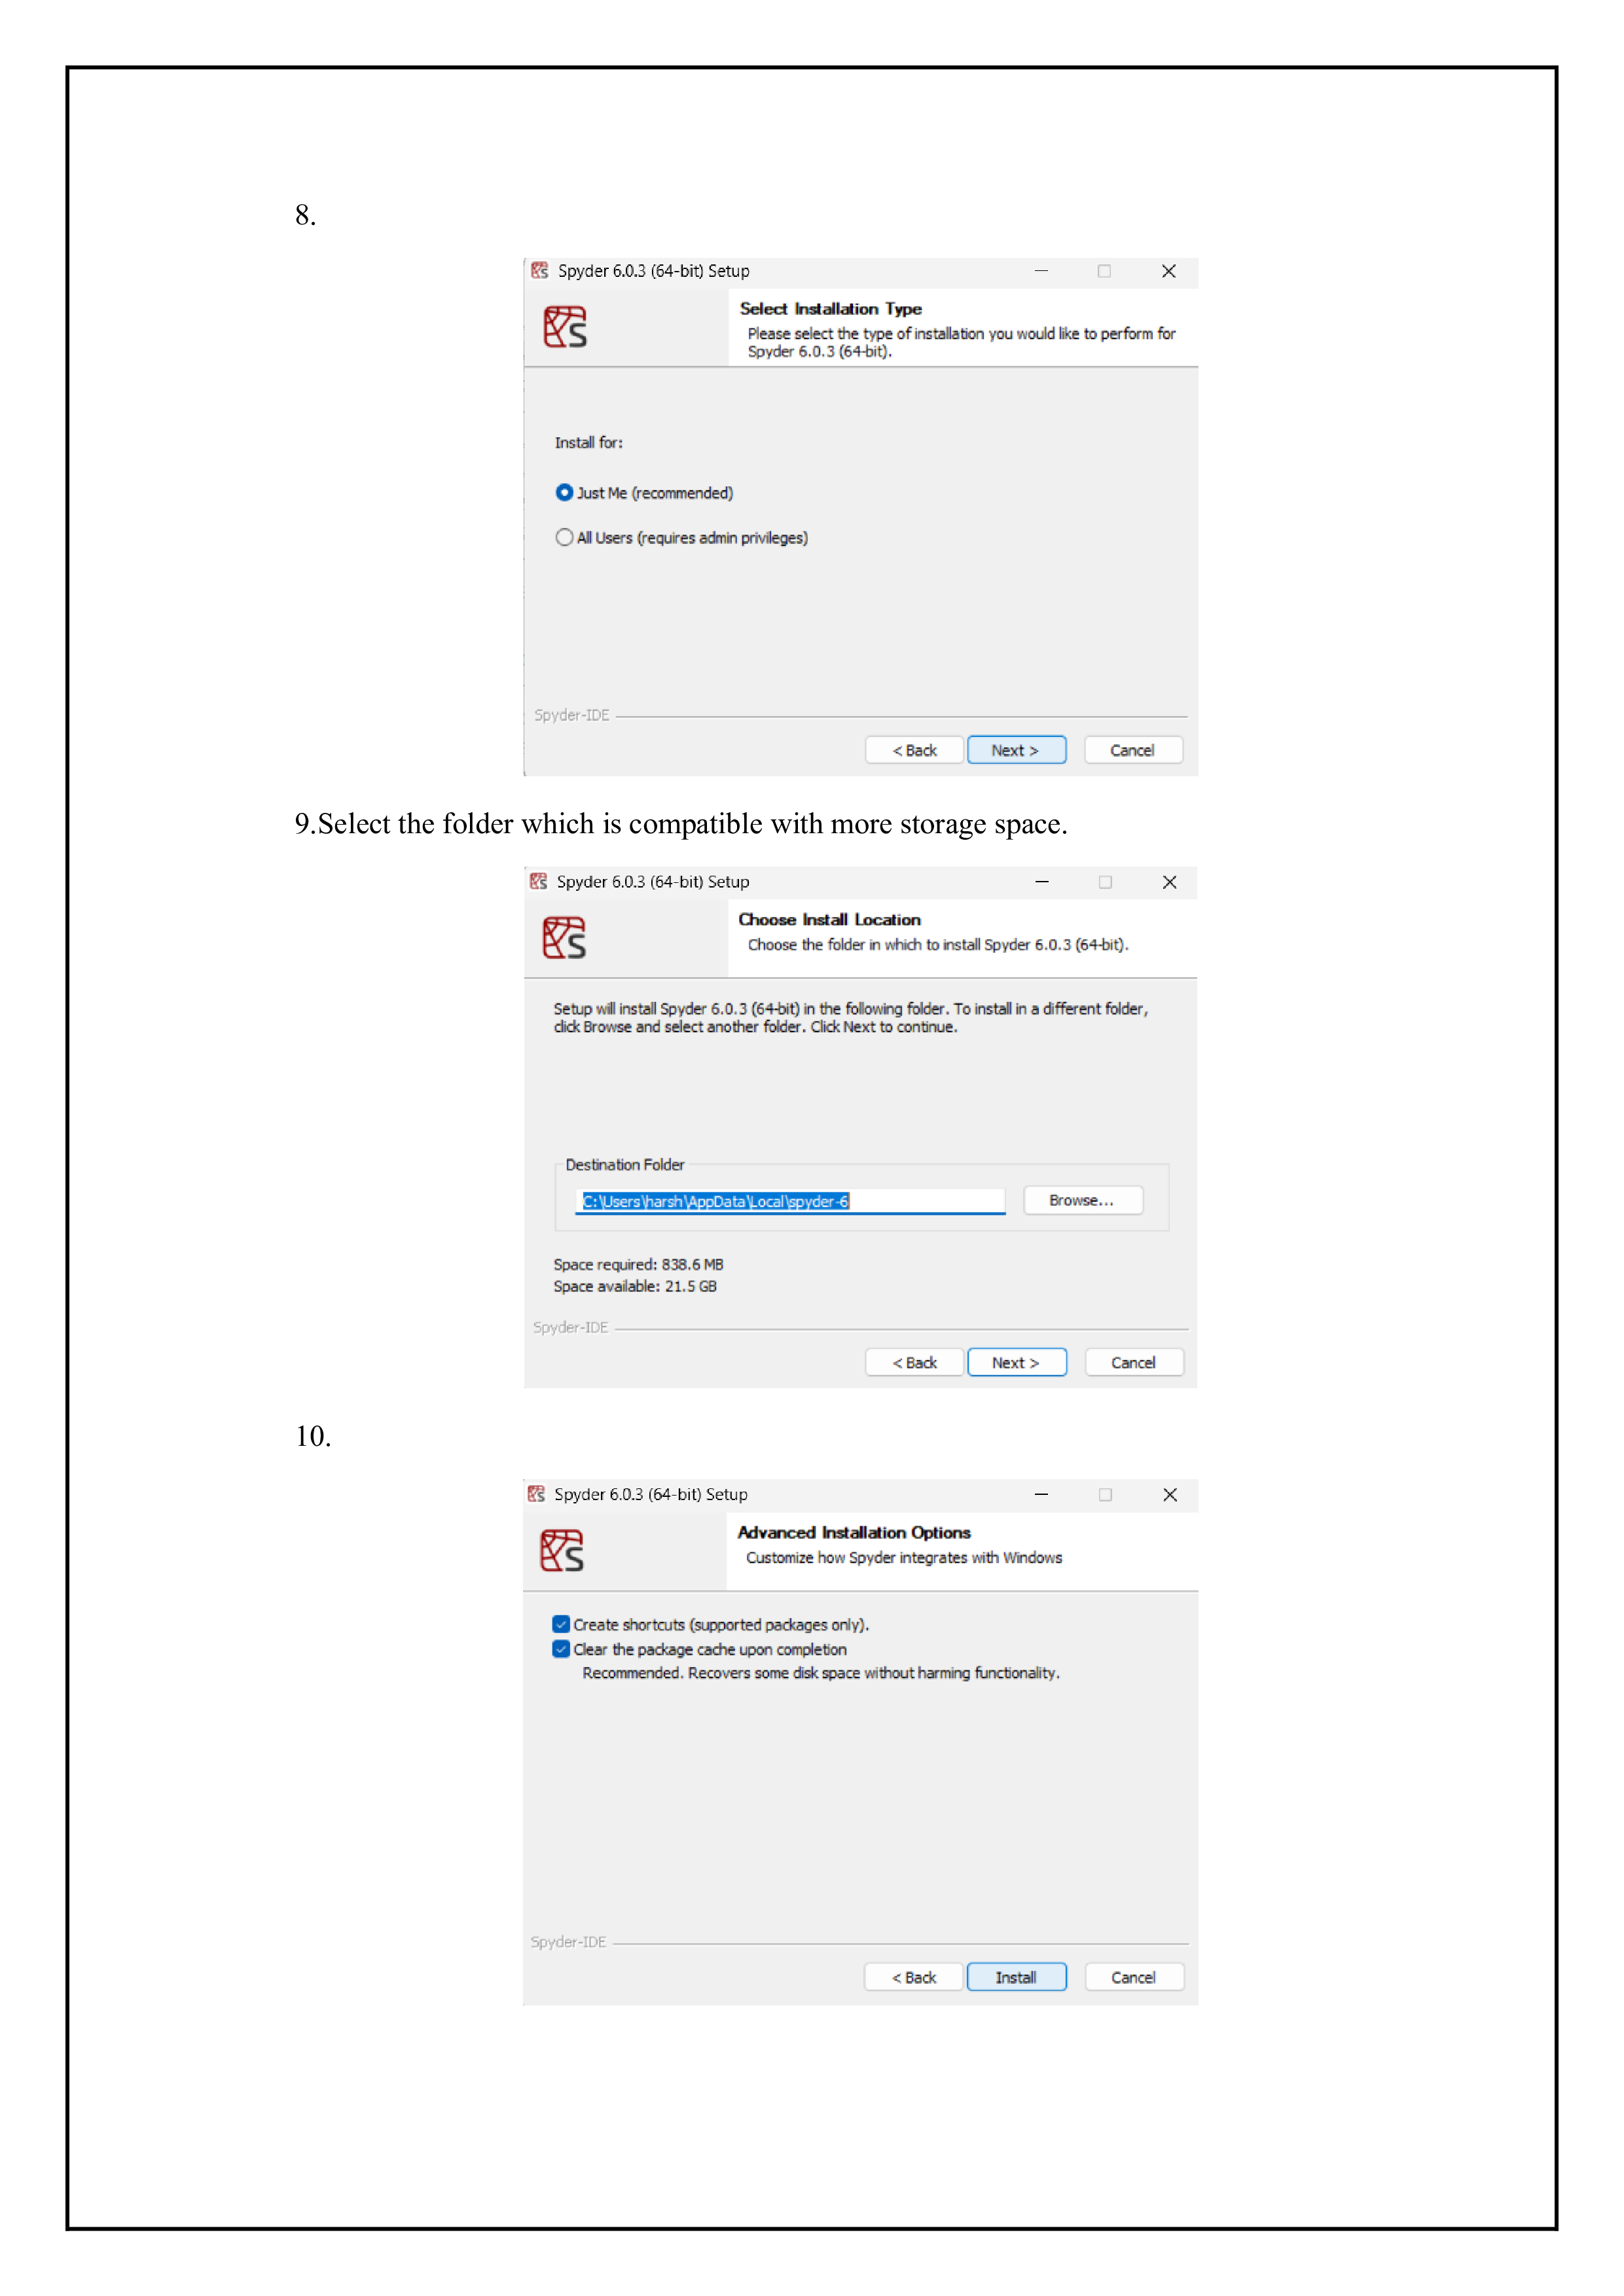 8.
Spyder 6.0.3 (64-bit) Setup
Select Installation Type
Please select the type of installation you would like to perform for
Spyder 6.0.3 (64-bit).
Install for:
Just Me (recommended)
All Users (requires admin privileges)
Spyder-IDE
< Back Next > Cancel
9.Select the folder which is compatible with more storage space.
Spyder 6.0.3 (64-bit) Setup
Choose Install Location
Choose the folder in which to install Spyder 6.0.3 (64-bit).
Setup will install Spyder 6.0.3 (64-bit) in the following folder. To install in a different folder,
click Browse and select another folder. Click Next to continue.
Destination Folder
C:\Users\harsh\AppData\Local\spyder-6 Browse...
Space required: 838.6 MB
Space available: 21.5 GB
Spyder-IDE
< Back Next > Cancel
10.
Spyder 6.0.3 (64-bit) Setup
Advanced Installation Options
Customize how Spyder integrates with Windows
Create shortcuts (supported packages only).
Clear the package cache upon completion
Recommended. Recovers some disk space without harming functionality.
Spyder-IDE
< Back Install Cancel